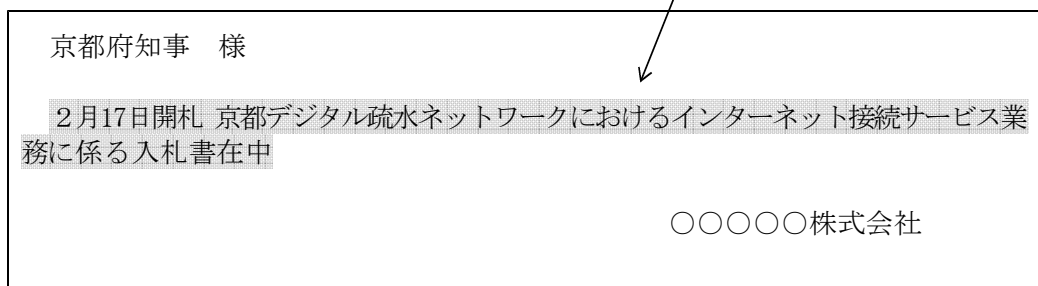 京都府知事　様
２月17日開札 京都デジタル疏水ネットワークにおけるインターネット接続サービス業
務に係る入札書在中
○○○○○株式会社